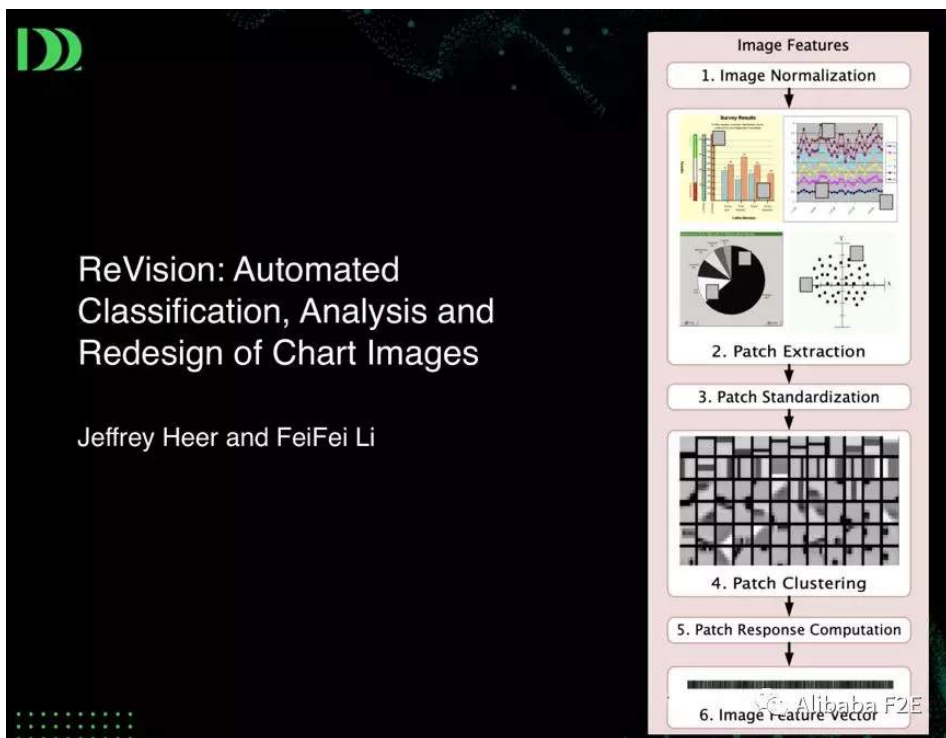 ReVision: Automated
Classification, Analysis and
Redesign of Chart Images
Jeffrey Heer and FeiFei Li
Image Features
1. Image Normalization
Survey Results
2. Patch Extraction
3. Patch Standardization
4. Patch Clustering
5. Patch Response Computation
6. Image Feature Vector
Alibaba F2E